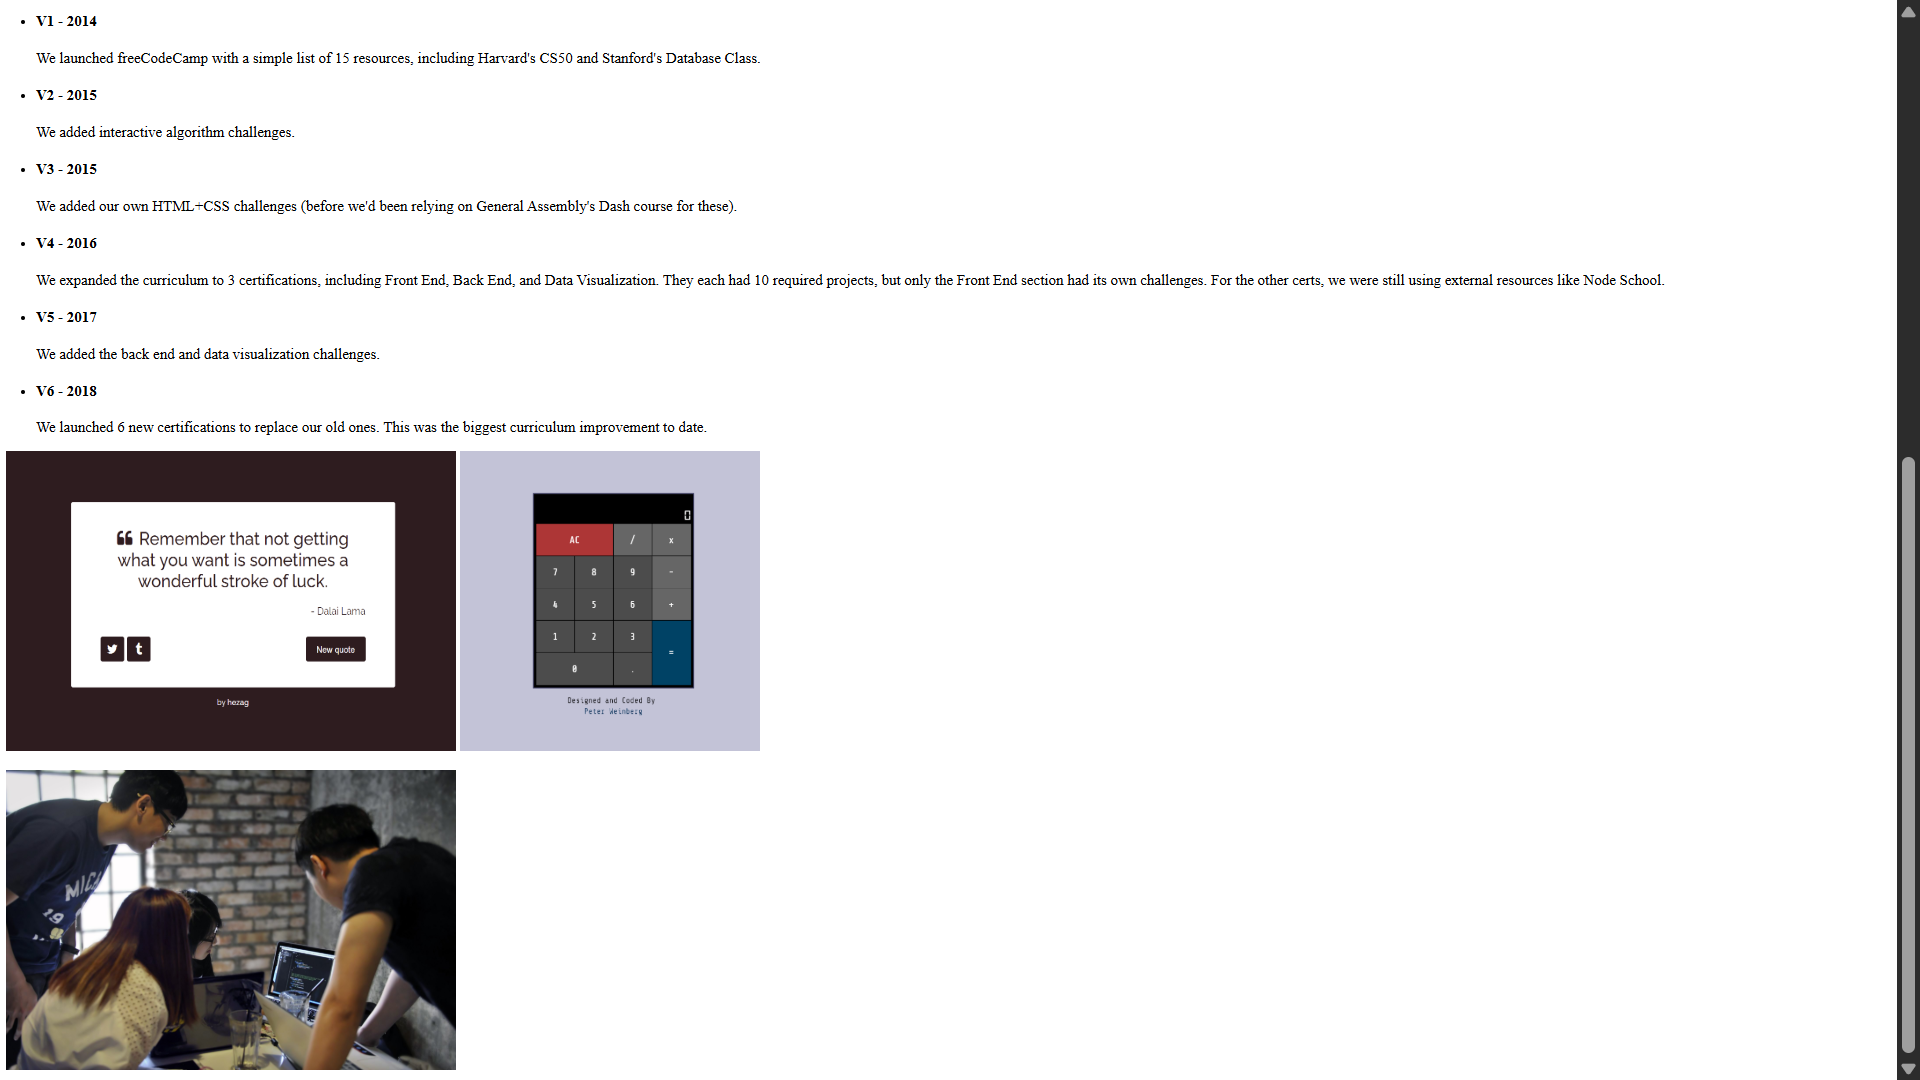 V1 - 2014
We launched freeCodeCamp with a simple list of 15 resources, including Harvard's CS50 and Stanford's Database Class.
V2 - 2015
We added interactive algorithm challenges.
V3 - 2015
We added our own HTML+CSS challenges (before we'd been relying on General Assembly's Dash course for these).
V4 - 2016
We expanded the curriculum to 3 certifications, including Front End, Back End, and Data Visualization. They each had 10 required projects, but only the Front End section had its own challenges. For the other certs, we were still using external resources like Node School.
V5 - 2017
We added the back end and data visualization challenges.
V6 - 2018
We launched 6 new certifications to replace our old ones. This was the biggest curriculum improvement to date.
Remember that not getting
what you want is sometimes a
wonderful stroke of luck.
- Dalai Lama
New quote
by hezag
0
AC / x
7 8 9 -
4 5 6 +
1 2 3 =
0 .
Designed and Coded By
Peter Weinberg
19